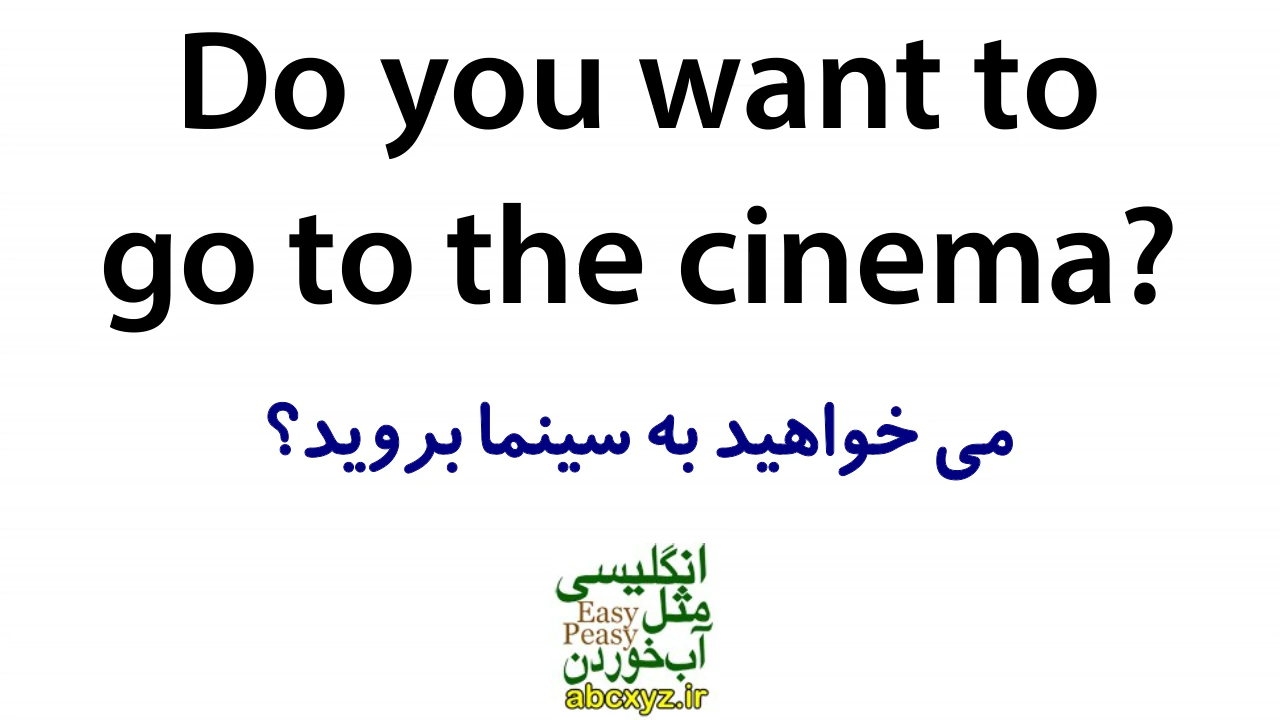 Do you want to
go to the cinema?
می خواهید به سینما بروید؟
انگلیسی
مثل
Easy
Peasy
آب‌خوردن
abcxyz.ir